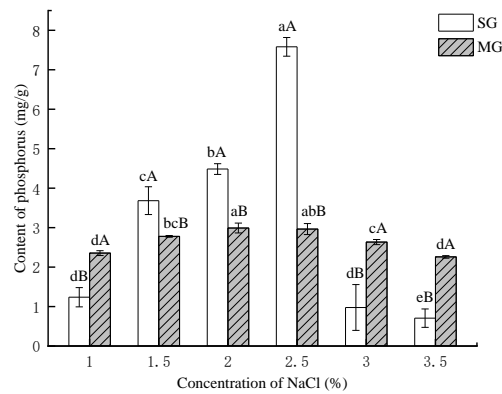 SG
MG
Content of phosphorus (mg/g)
8
7
6
5
4
3
2
1
0
dB
dA
cA
bcB
bA
aB
aA
abB
dB
cA
eB
dA
1
1.5
2
2.5
3
3.5
Concentration of NaCl (%)